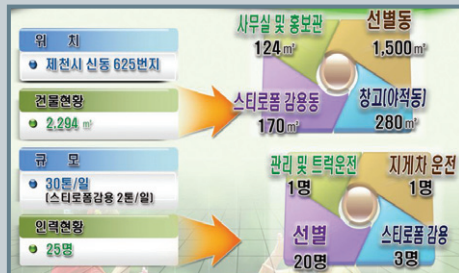 위 치
제천시 신동 625번지
건물현황
2,294 ㎡
규 모
30톤/일
(스티로폼감용 2톤/일)
인력현황
25명
사무실 및 홍보관
124㎡
선별동
1,500㎡
스티로폼 감용동
170㎡
창고(야적동)
280㎡
관리 및 트럭운전
1명
지게차 운전
1명
선별
20명
스티로폼 감용
3명